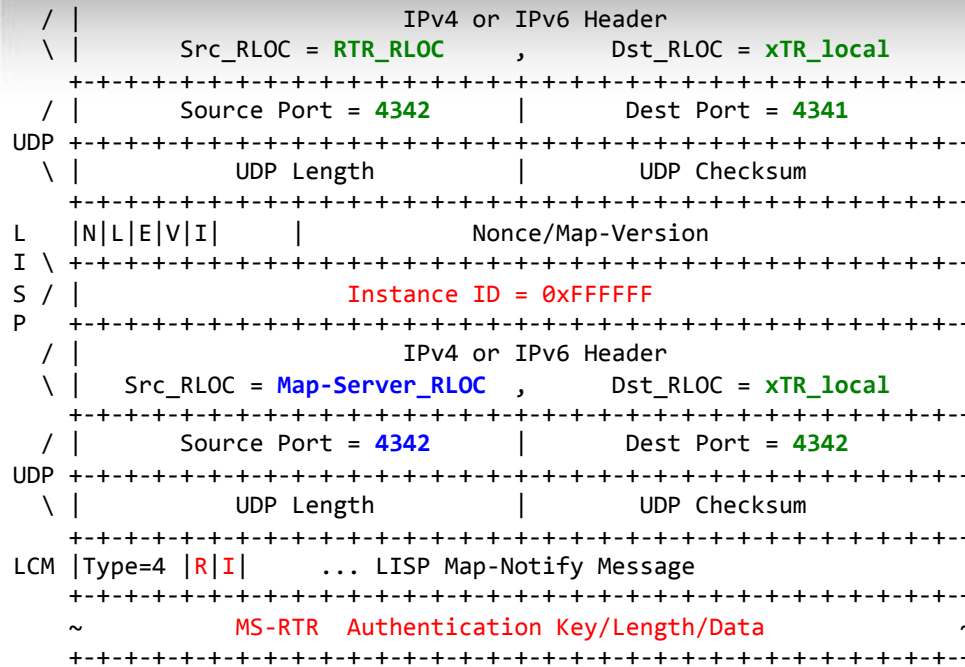 / |                       IPv4 or IPv6 Header
  \ |       Src_RLOC = RTR_RLOC     ,      Dst_RLOC = xTR_local
    +-+-+-+-+-+-+-+-+-+-+-+-+-+-+-+-+-+-+-+-+-+-+-+-+-+-+-+-+-+-+-+-+--
  / |       Source Port = 4342      |       Dest Port = 4341
UDP +-+-+-+-+-+-+-+-+-+-+-+-+-+-+-+-+-+-+-+-+-+-+-+-+-+-+-+-+-+-+-+-+--
  \ |           UDP Length          |        UDP Checksum
    +-+-+-+-+-+-+-+-+-+-+-+-+-+-+-+-+-+-+-+-+-+-+-+-+-+-+-+-+-+-+-+-+--
L   |N|L|E|V|I|     |            Nonce/Map-Version
I \ +-+-+-+-+-+-+-+-+-+-+-+-+-+-+-+-+-+-+-+-+-+-+-+-+-+-+-+-+-+-+-+-+--
S / |                   Instance ID = 0xFFFFFF
P   +-+-+-+-+-+-+-+-+-+-+-+-+-+-+-+-+-+-+-+-+-+-+-+-+-+-+-+-+-+-+-+-+--
  / |                       IPv4 or IPv6 Header
  \ |   Src_RLOC = Map-Server_RLOC  ,      Dst_RLOC = xTR_local
    +-+-+-+-+-+-+-+-+-+-+-+-+-+-+-+-+-+-+-+-+-+-+-+-+-+-+-+-+-+-+-+-+--
  / |       Source Port = 4342      |       Dest Port = 4342
UDP +-+-+-+-+-+-+-+-+-+-+-+-+-+-+-+-+-+-+-+-+-+-+-+-+-+-+-+-+-+-+-+-+--
  \ |           UDP Length          |        UDP Checksum
    +-+-+-+-+-+-+-+-+-+-+-+-+-+-+-+-+-+-+-+-+-+-+-+-+-+-+-+-+-+-+-+-+--
LCM |Type=4 |R|I|     ... LISP Map-Notify Message
    +-+-+-+-+-+-+-+-+-+-+-+-+-+-+-+-+-+-+-+-+-+-+-+-+-+-+-+-+-+-+-+-+--
    ~           MS-RTR  Authentication Key/Length/Data              ~
    +-+-+-+-+-+-+-+-+-+-+-+-+-+-+-+-+-+-+-+-+-+-+-+-+-+-+-+-+-+-+-+-+--